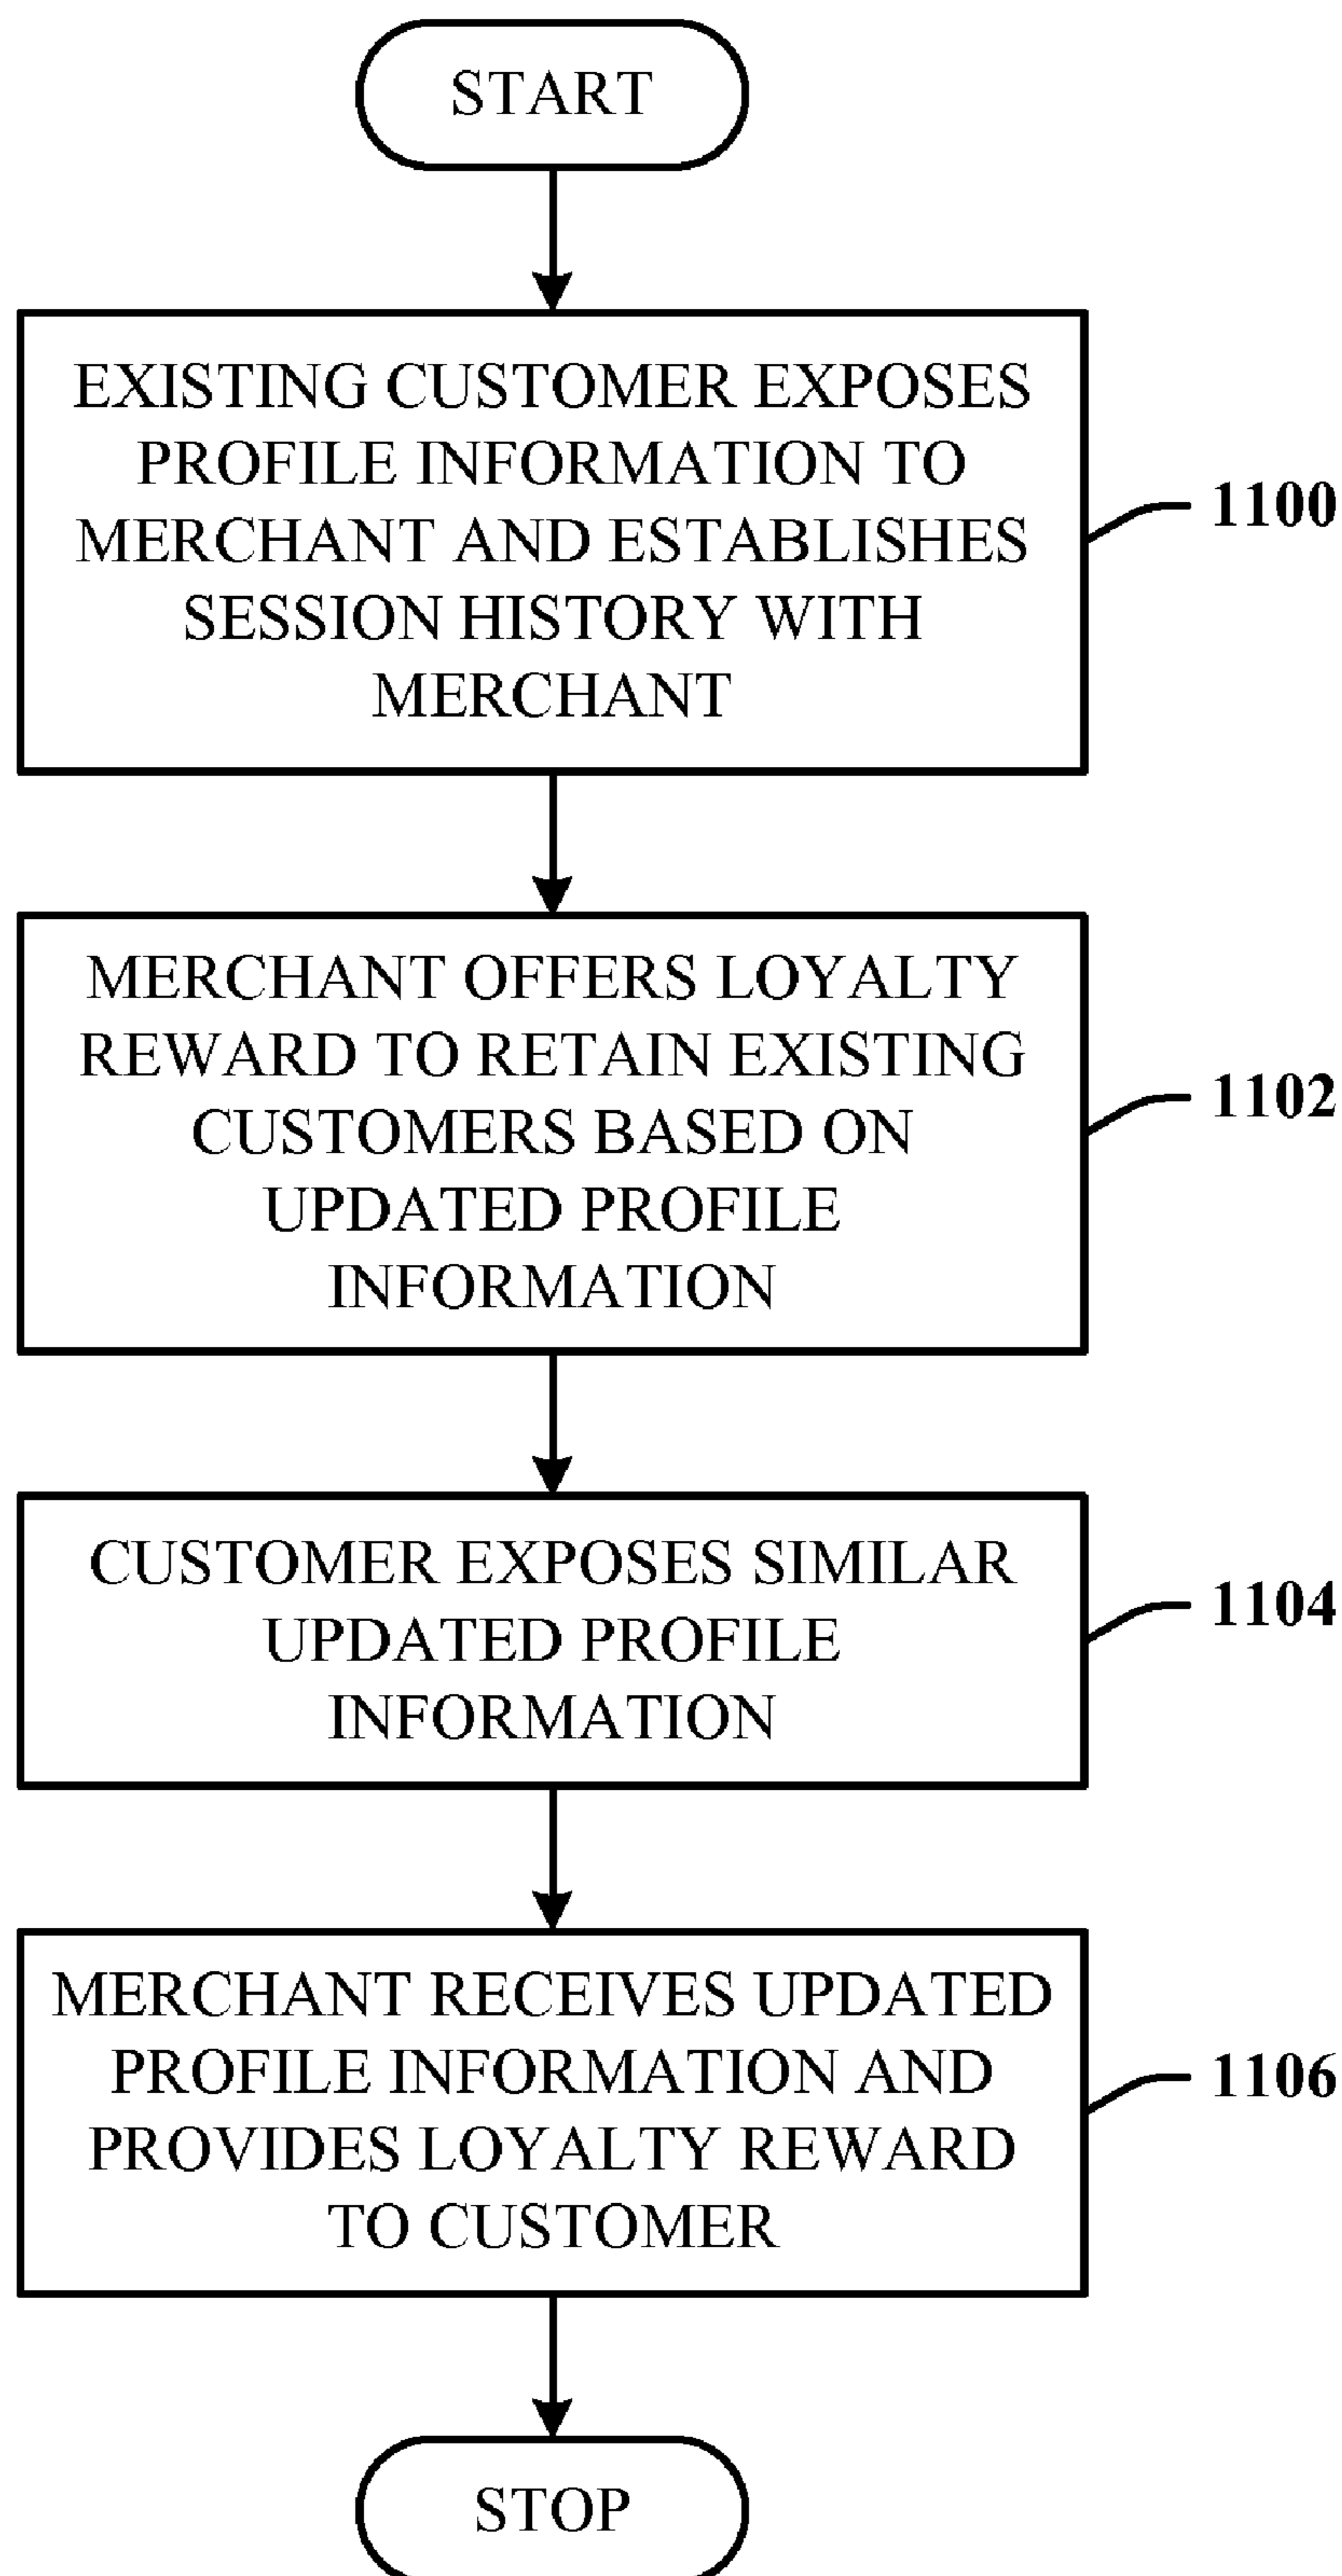 START
EXISTING CUSTOMER EXPOSES
PROFILE INFORMATION TO
MERCHANT AND ESTABLISHES
SESSION HISTORY WITH
MERCHANT
1100
MERCHANT OFFERS LOYALTY
REWARD TO RETAIN EXISTING
CUSTOMERS BASED ON
UPDATED PROFILE
INFORMATION
1102
CUSTOMER EXPOSES SIMILAR
UPDATED PROFILE
INFORMATION
1104
MERCHANT RECEIVES UPDATED
PROFILE INFORMATION AND
PROVIDES LOYALTY REWARD
TO CUSTOMER
1106
STOP